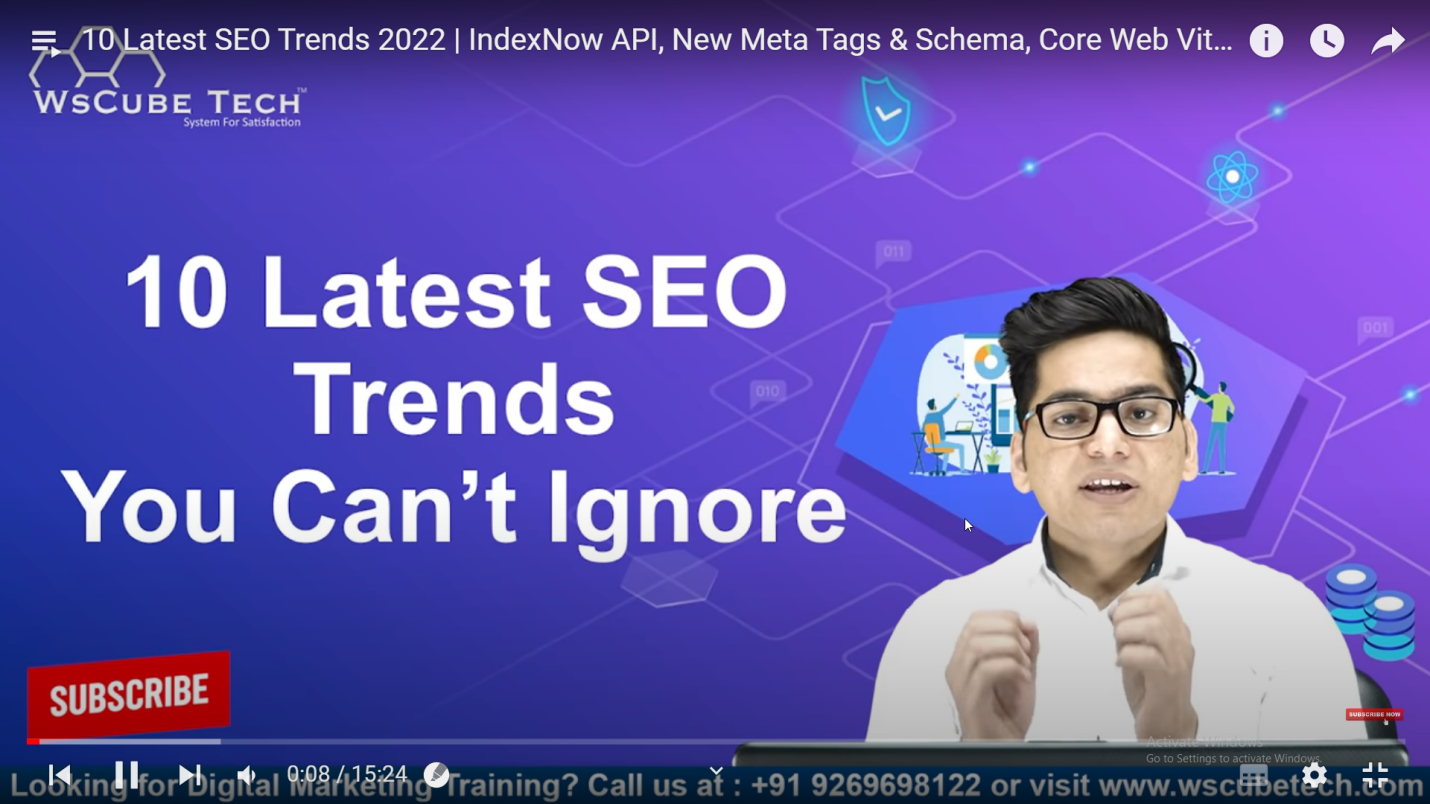 10 Latest SEO Trends 2022 | IndexNow API, New Meta Tags & Schema, Core Web Vit...
WsCube Tech™
System For Satisfaction
011
001
010
10 Latest SEO
Trends
You Can’t Ignore
SUBSCRIBE
SUBSCRIBE NOW
Activate Windows
Go to Settings to activate Windows.
0:08 / 15:24
Looking for Digital Marketing Training? Call us at : +91 9269698122 or visit www.wscubetech.com